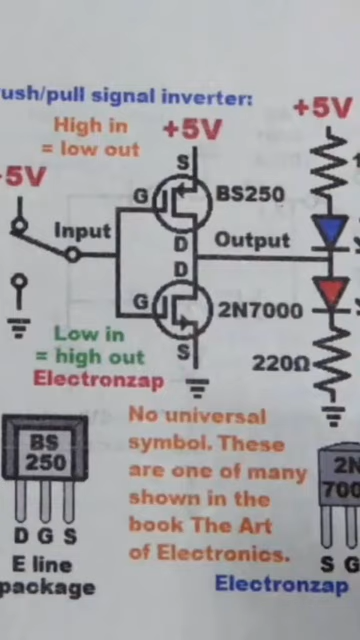 ush/pull signal inverter:
+5V
High in
= low out
+5V
5V
S
G
BS250
Input
D
Output
D
G
2N7000
Low in
= high out
S
220Ω
Electronzap
No universal
symbol. These
are one of many
shown in the
book The Art
of Electronics.
BS
250
D G S
E line
package
2N
700
S G
Electronzap